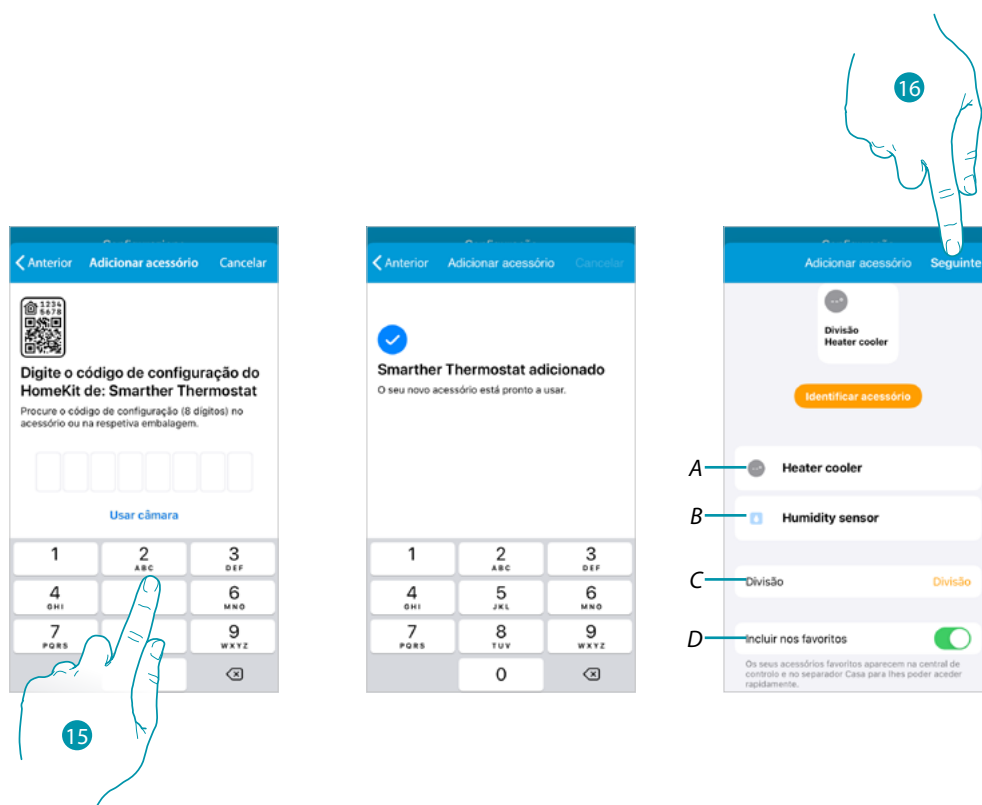 16
Anterior Adicionar acessório Cancelar
1234
5678
Digite o código de configuração do
HomeKit de: Smarther Thermostat
Procure o código de configuração (8 dígitos) no
acessório ou na respetiva embalagem.
Usar câmara
1
2
ABC
3
DEF
4
GHI
6
MNO
7
PQRS
9
WXYZ
15
Anterior Adicionar acessório Cancelar
Smarther Thermostat adicionado
O seu novo acessório está pronto a usar.
1
2
ABC
3
DEF
4
GHI
5
JKL
6
MNO
7
PQRS
8
TUV
9
WXYZ
0
Adicionar acessório Seguinte
Divisão
Heater cooler
Identificar acessório
A
Heater cooler
B
Humidity sensor
C
Divisão Divisão
D
Incluir nos favoritos
Os seus acessórios favoritos aparecem na central de
controlo e no separador Casa para lhes poder aceder
rapidamente.